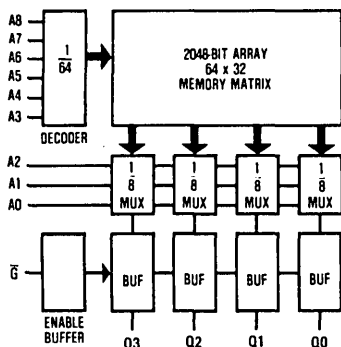 A8
A7
A6
A5
A4
A3
1
64
DECODER
2048-BIT ARRAY
64 x 32
MEMORY MATRIX
A2
A1
A0
1
8
MUX
1
8
MUX
1
8
MUX
1
8
MUX
G
ENABLE
BUFFER
BUF
BUF
BUF
BUF
Q3
Q2
Q1
Q0